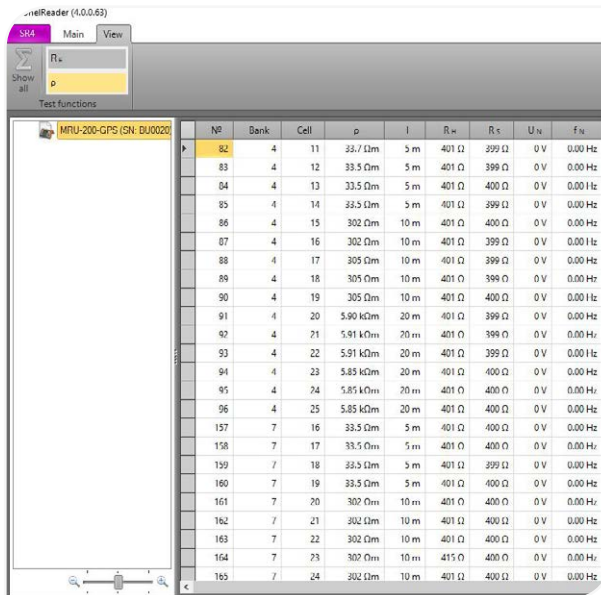 nelReader (4.0.0.63)
SR4 Main View
Σ
Show all
R E
ρ
Test functions
MRU-200-GPS (SN: BU0020
Nº Bank Cell ρ l R H R S U N f N
82 4 11 33.7 Ωm 5 m 401 Ω 399 Ω 0 V 0.00 Hz
83 4 12 33.5 Ωm 5 m 401 Ω 399 Ω 0 V 0.00 Hz
84 4 13 33.5 Ωm 5 m 401 Ω 400 Ω 0 V 0.00 Hz
85 4 14 33.5 Ωm 5 m 401 Ω 399 Ω 0 V 0.00 Hz
86 4 15 302 Ωm 10 m 401 Ω 400 Ω 0 V 0.00 Hz
87 4 16 302 Ωm 10 m 401 Ω 399 Ω 0 V 0.00 Hz
88 4 17 305 Ωm 10 m 401 Ω 399 Ω 0 V 0.00 Hz
89 4 18 305 Ωm 10 m 401 Ω 399 Ω 0 V 0.00 Hz
90 4 19 305 Ωm 10 m 401 Ω 400 Ω 0 V 0.00 Hz
91 4 20 5.90 kΩm 20 m 401 Ω 399 Ω 0 V 0.00 Hz
92 4 21 5.91 kΩm 20 m 401 Ω 399 Ω 0 V 0.00 Hz
93 4 22 5.91 kΩm 20 m 401 Ω 399 Ω 0 V 0.00 Hz
94 4 23 5.85 kΩm 20 m 401 Ω 400 Ω 0 V 0.00 Hz
95 4 24 5.85 kΩm 20 m 401 Ω 400 Ω 0 V 0.00 Hz
96 4 25 5.85 kΩm 20 m 401 Ω 400 Ω 0 V 0.00 Hz
157 7 16 33.5 Ωm 5 m 401 Ω 400 Ω 0 V 0.00 Hz
158 7 17 33.5 Ωm 5 m 401 Ω 400 Ω 0 V 0.00 Hz
159 7 18 33.5 Ωm 5 m 401 Ω 399 Ω 0 V 0.00 Hz
160 7 19 33.5 Ωm 5 m 401 Ω 400 Ω 0 V 0.00 Hz
161 7 20 302 Ωm 10 m 401 Ω 400 Ω 0 V 0.00 Hz
162 7 21 302 Ωm 10 m 401 Ω 400 Ω 0 V 0.00 Hz
163 7 22 302 Ωm 10 m 401 Ω 400 Ω 0 V 0.00 Hz
164 7 23 302 Ωm 10 m 415 Ω 400 Ω 0 V 0.00 Hz
165 7 24 302 Ωm 10 m 401 Ω 400 Ω 0 V 0.00 Hz